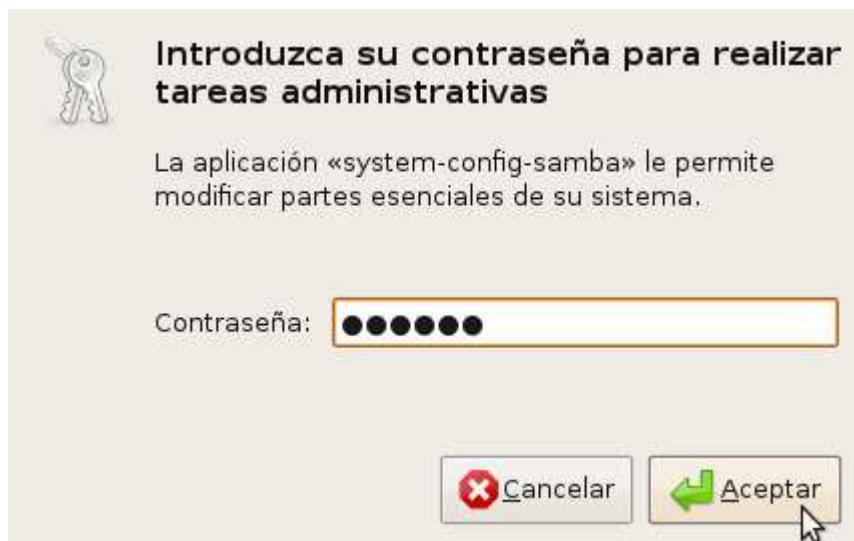 Introduzca su contraseña para realizar
tareas administrativas
La aplicación «system-config-samba» le permite
modificar partes esenciales de su sistema.
Contraseña: ●●●●●●
Cancelar
Aceptar